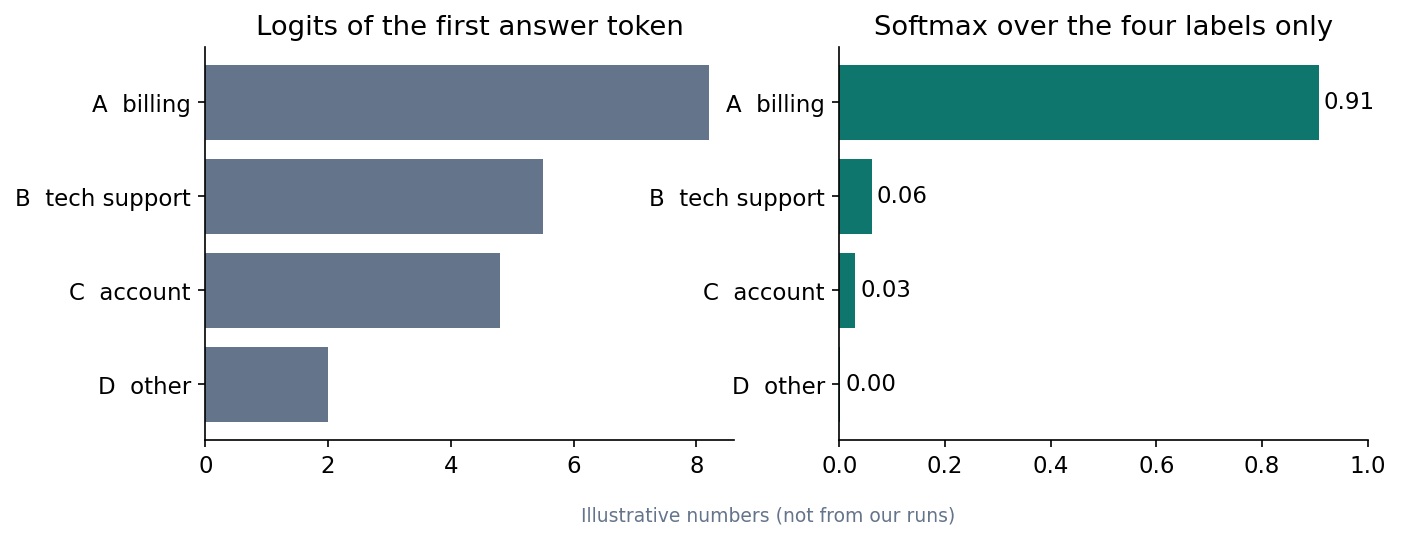 Logits of the first answer token
A  billing
B  tech support
C  account
D  other
0 2 4 6 8
Softmax over the four labels only
A  billing 0.91
B  tech support 0.06
C  account 0.03
D  other 0.00
0.0 0.2 0.4 0.6 0.8 1.0
Illustrative numbers (not from our runs)